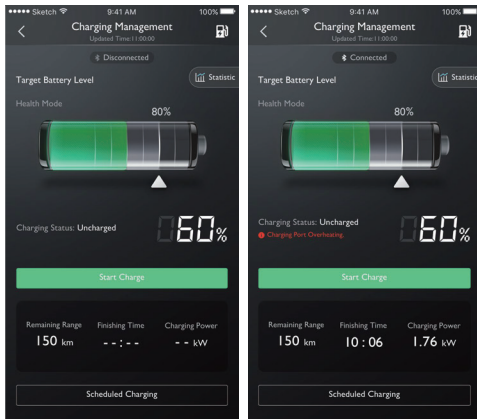 ••••• Sketch 9:41 AM 100%
Charging Management
Updated Time:11:00:00
Disconnected
Target Battery Level
Statistic
Health Mode
80%
Charging Status: Uncharged
60%
Start Charge
Remaining Range Finishing Time Charging Power
150 km --:-- -- kW
Scheduled Charging
••••• Sketch 9:41 AM 100%
Charging Management
Updated Time:11:00:00
Connected
Target Battery Level
Statistic
Health Mode
80%
Charging Status: Uncharged
Charging Port Overheacing.
60%
Start Charge
Remaining Range Finishing Time Charging Power
150 km 10:06 1.76 kW
Scheduled Charging